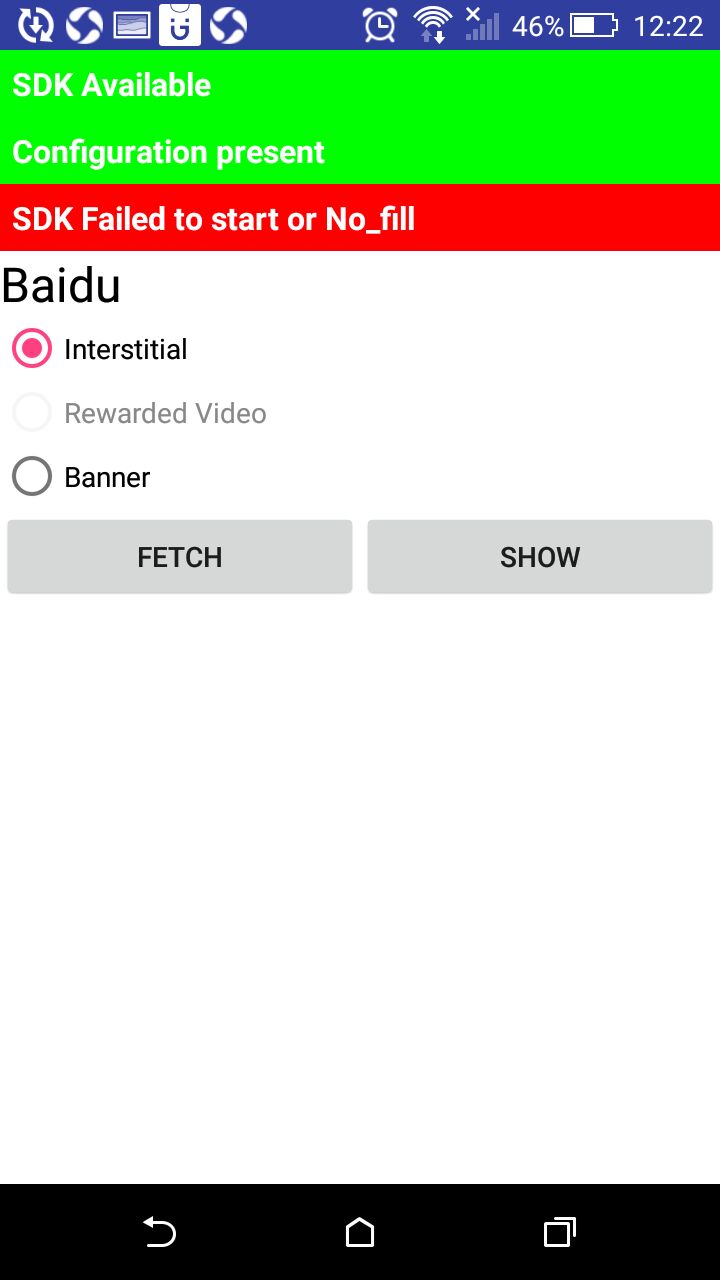 46% 12:22
SDK Available
Configuration present
SDK Failed to start or No_fill
Baidu
Interstitial
Rewarded Video
Banner
FETCH SHOW